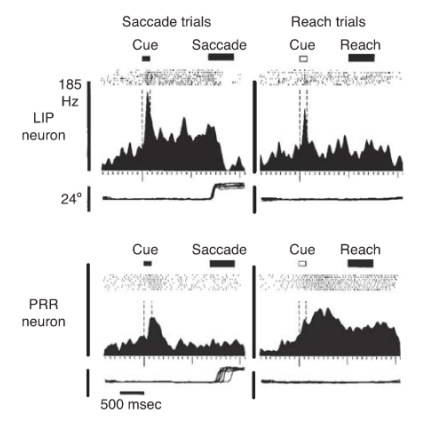 Saccade trials Reach trials
Cue Saccade Cue Reach
185
Hz
LIP
neuron
24°
Cue Saccade Cue Reach
PRR
neuron
500 msec